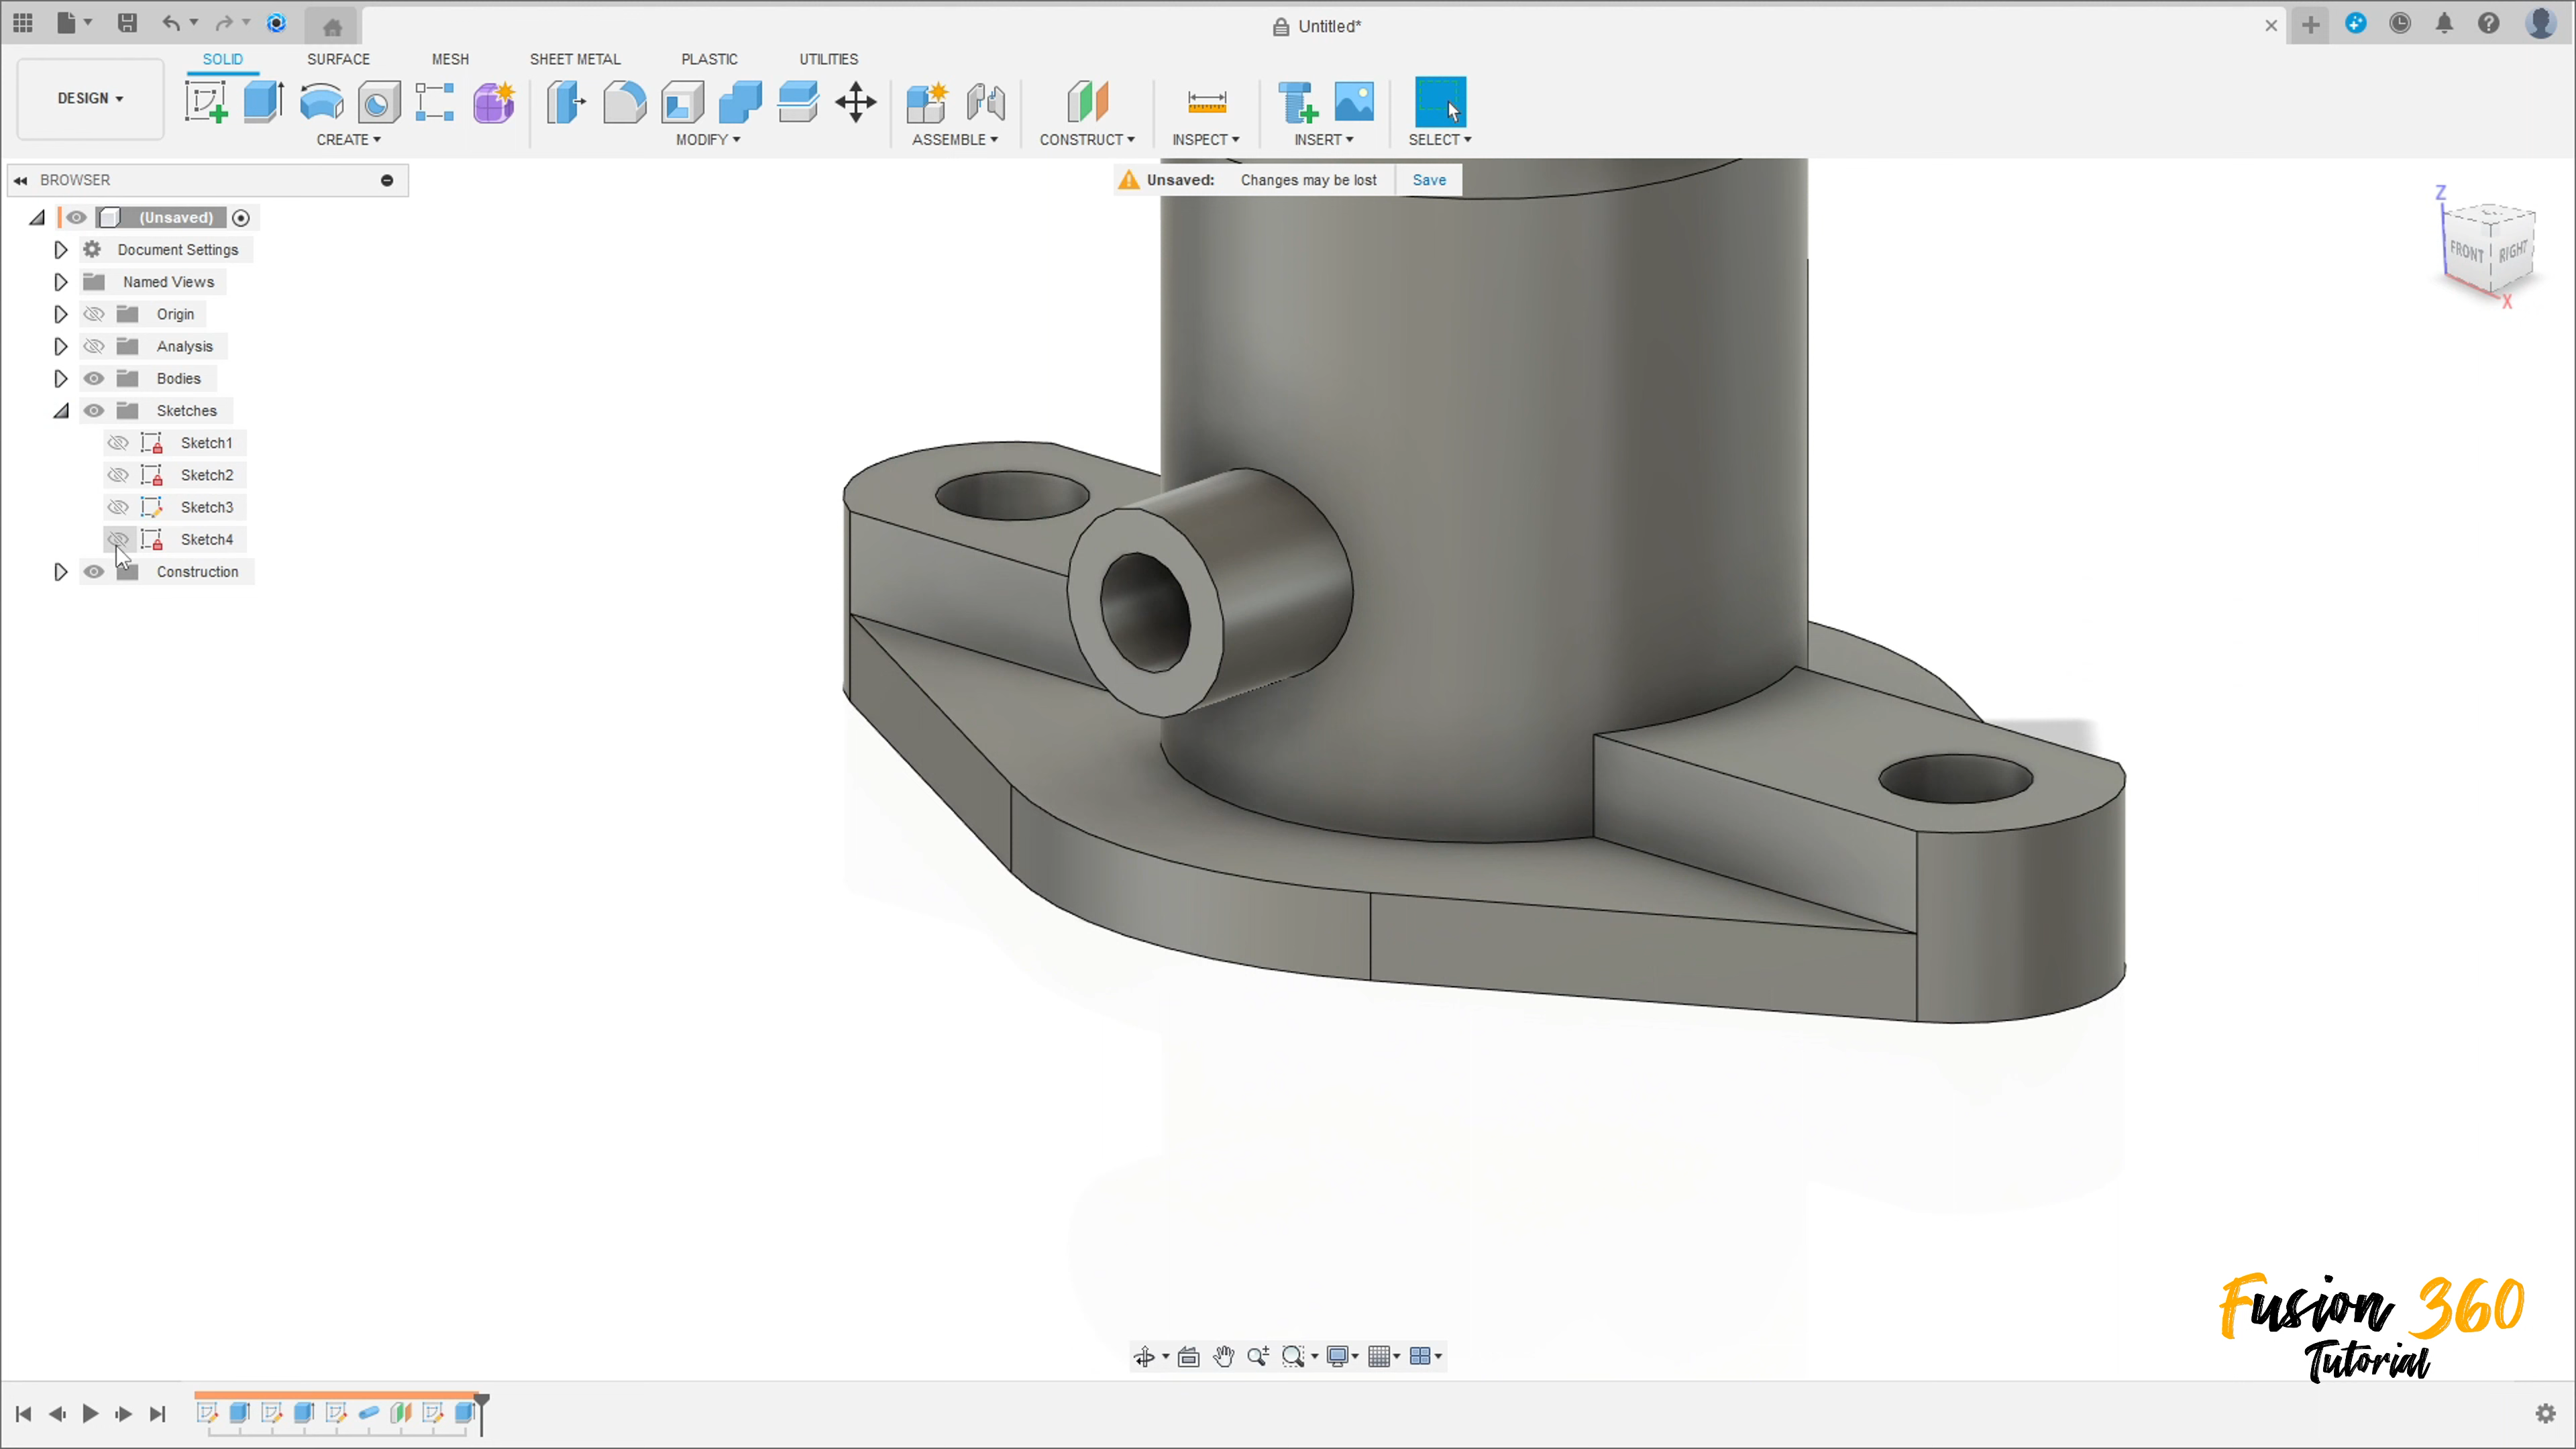 Untitled*
SOLID SURFACE MESH SHEET METAL PLASTIC UTILITIES
DESIGN
CREATE MODIFY ASSEMBLE CONSTRUCT INSPECT INSERT SELECT
BROWSER
Unsaved: Changes may be lost Save
(Unsaved)
Document Settings
Named Views
Origin
Analysis
Bodies
Sketches
Sketch1
Sketch2
Sketch3
Sketch4
Construction
Z
FRONT RIGHT
X
Fusion 360
Tutorial